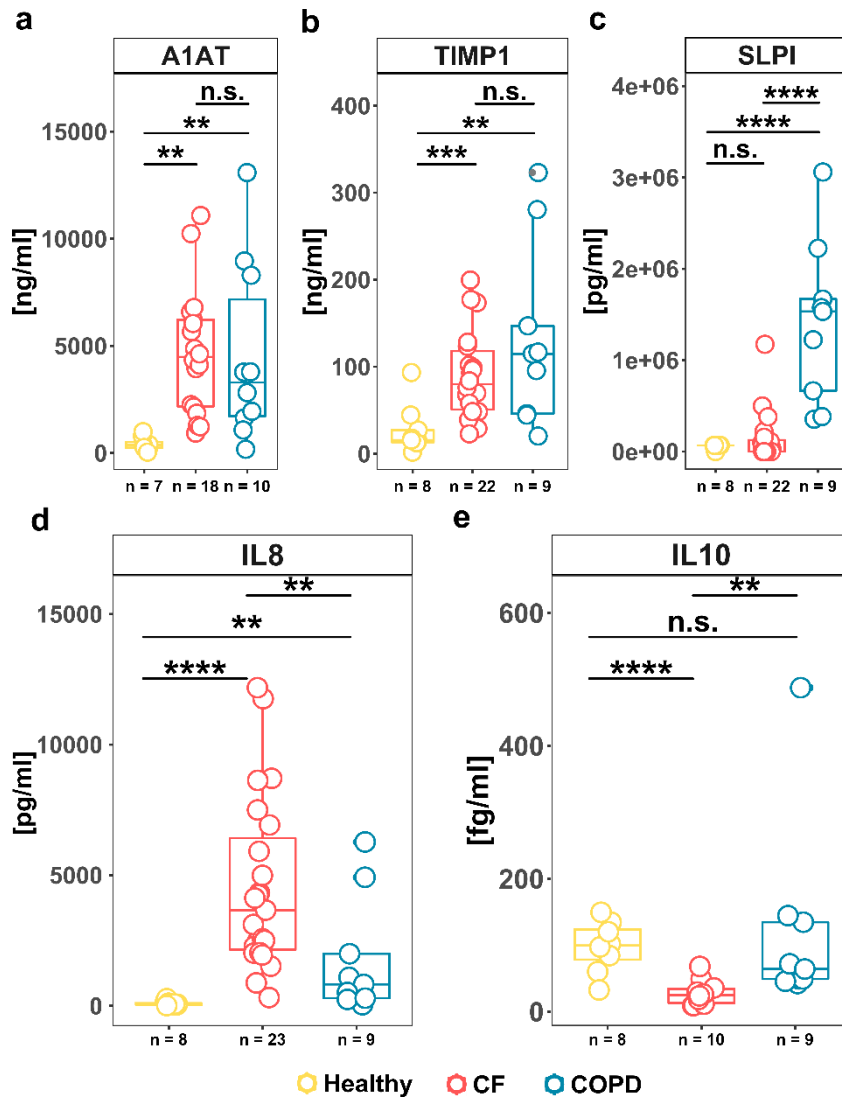 a
A1AT
[ng/ml]
15000
10000
5000
0
n.s.
**
**
n = 7 n = 18 n = 10
b
TIMP1
[ng/ml]
400
300
200
100
0
n.s.
**
***
n = 8 n = 22 n = 9
c
SLPI
[pg/ml]
4e+06
3e+06
2e+06
1e+06
0e+00
****
****
n.s.
n = 8 n = 22 n = 9
d
IL8
[pg/ml]
15000
10000
5000
0
**
**
****
n = 8 n = 23 n = 9
e
IL10
[fg/ml]
600
400
200
0
**
n.s.
****
n = 8 n = 10 n = 9
Healthy CF COPD